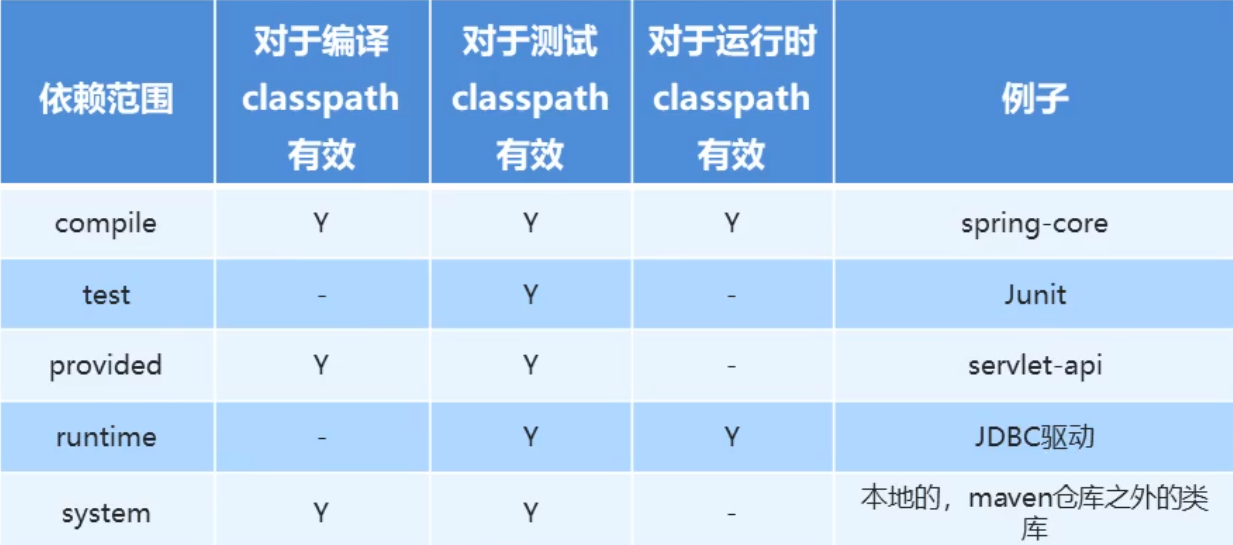 依赖范围
对于编译
classpath
有效
对于测试
classpath
有效
对于运行时
classpath
有效
例子
compile Y Y Y spring-core
test - Y - Junit
provided Y Y - servlet-api
runtime - Y Y JDBC驱动
system Y Y - 本地的，maven仓库之外的类
库